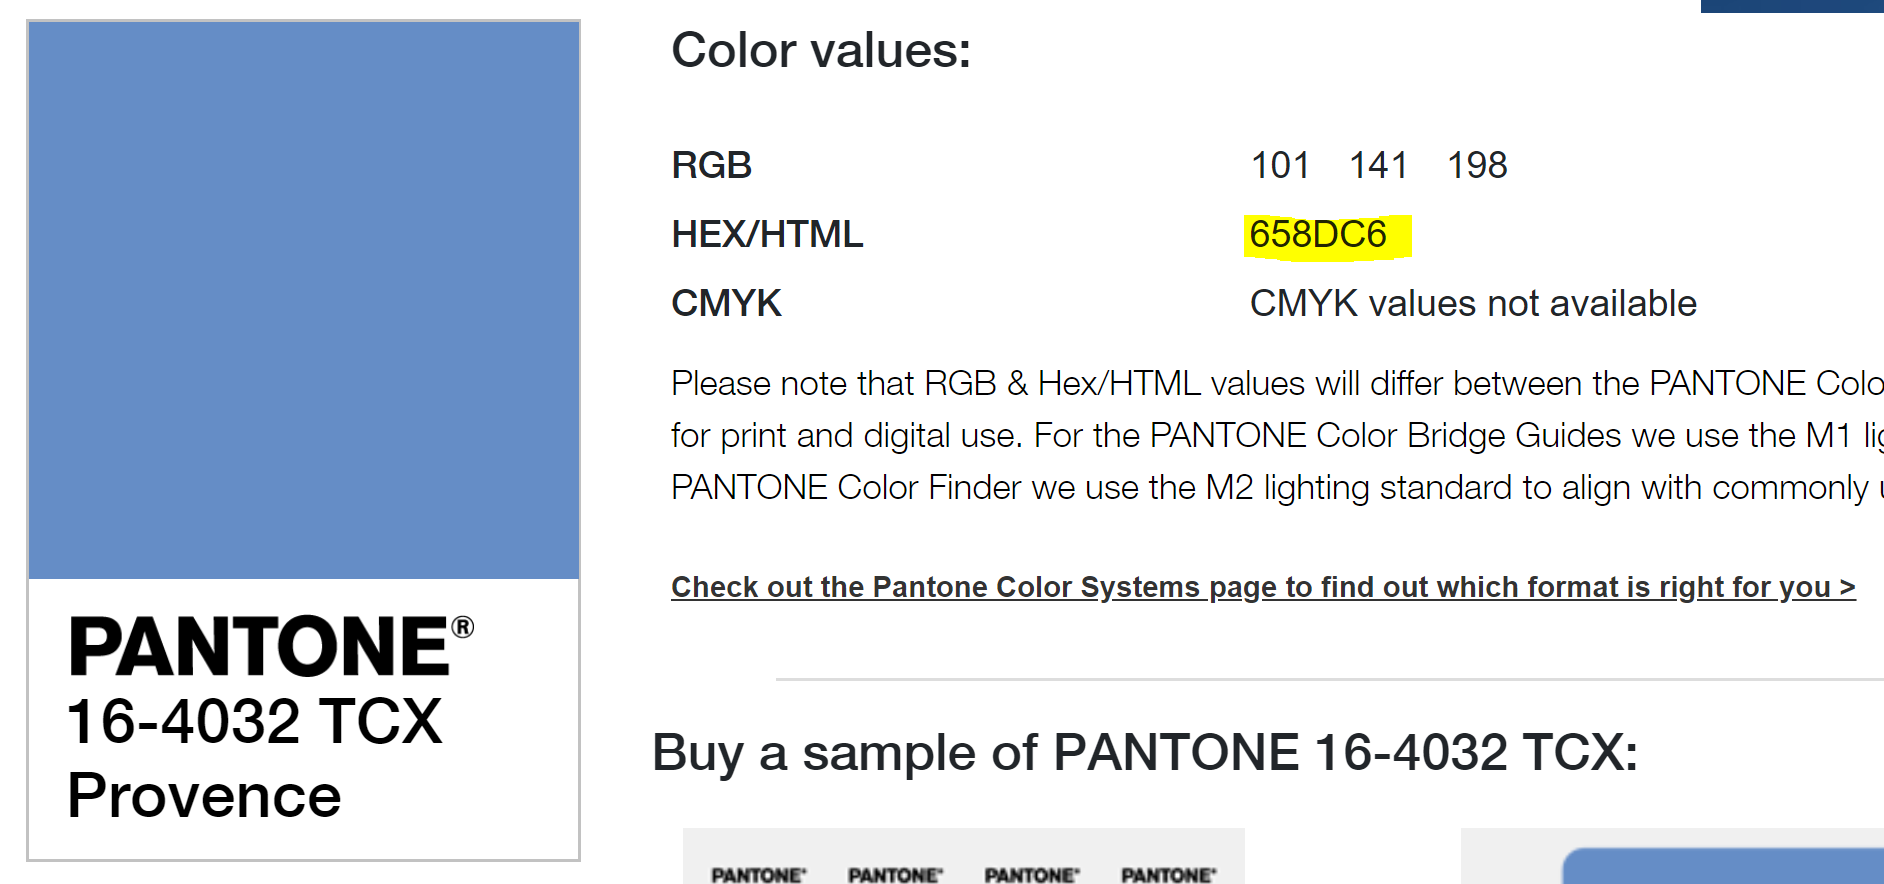 PANTONE®
16-4032 TCX
Provence
Color values:
RGB 101 141 198
HEX/HTML 658DC6
CMYK CMYK values not available
Please note that RGB & Hex/HTML values will differ between the PANTONE Colo
for print and digital use. For the PANTONE Color Bridge Guides we use the M1
PANTONE Color Finder we use the M2 lighting standard to align with commonly
Check out the Pantone Color Systems page to find out which format is right for you >
Buy a sample of PANTONE 16-4032 TCX:
PANTONE® PANTONE® PANTONE® PANTONE®